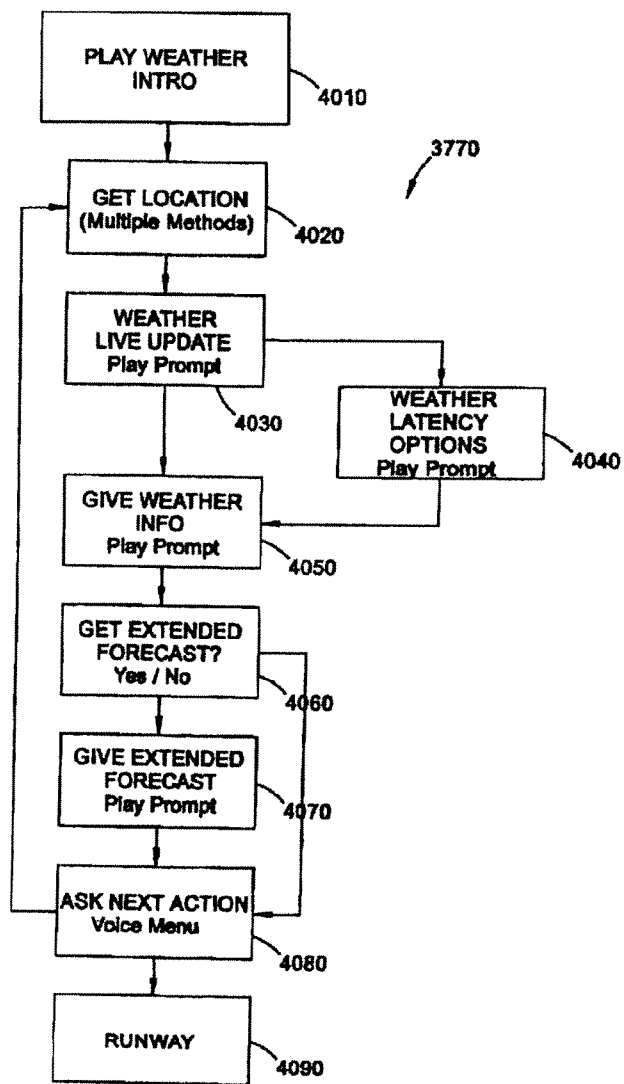 PLAY WEATHER
INTRO
4010
3770
GET LOCATION
(Multiple Methods)
4020
WEATHER
LIVE UPDATE
Play Prompt
4030
WEATHER
LATENCY
OPTIONS
Play Prompt
4040
GIVE WEATHER
INFO
Play Prompt
4050
GET EXTENDED
FORECAST?
Yes / No
4060
GIVE EXTENDED
FORECAST
Play Prompt
4070
ASK NEXT ACTION
Voice Menu
4080
RUNWAY
4090